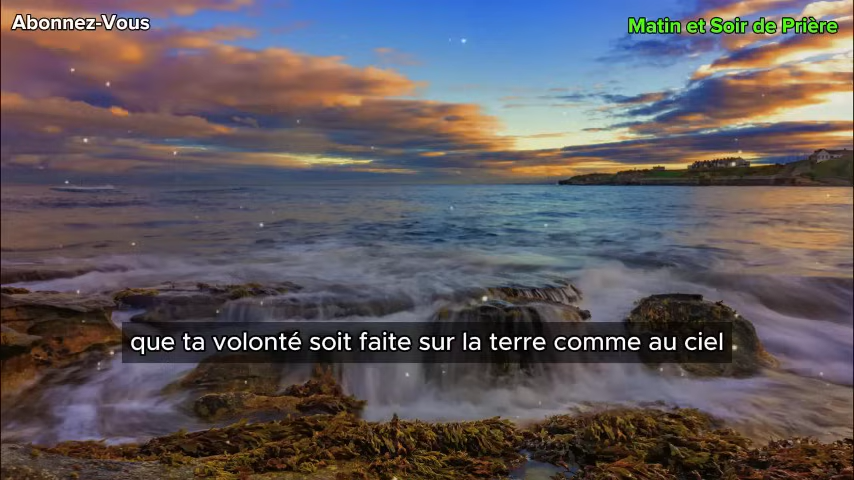 Abonnez-Vous
Matin et Soir de Prière
que ta volonté soit faite sur la terre comme au ciel